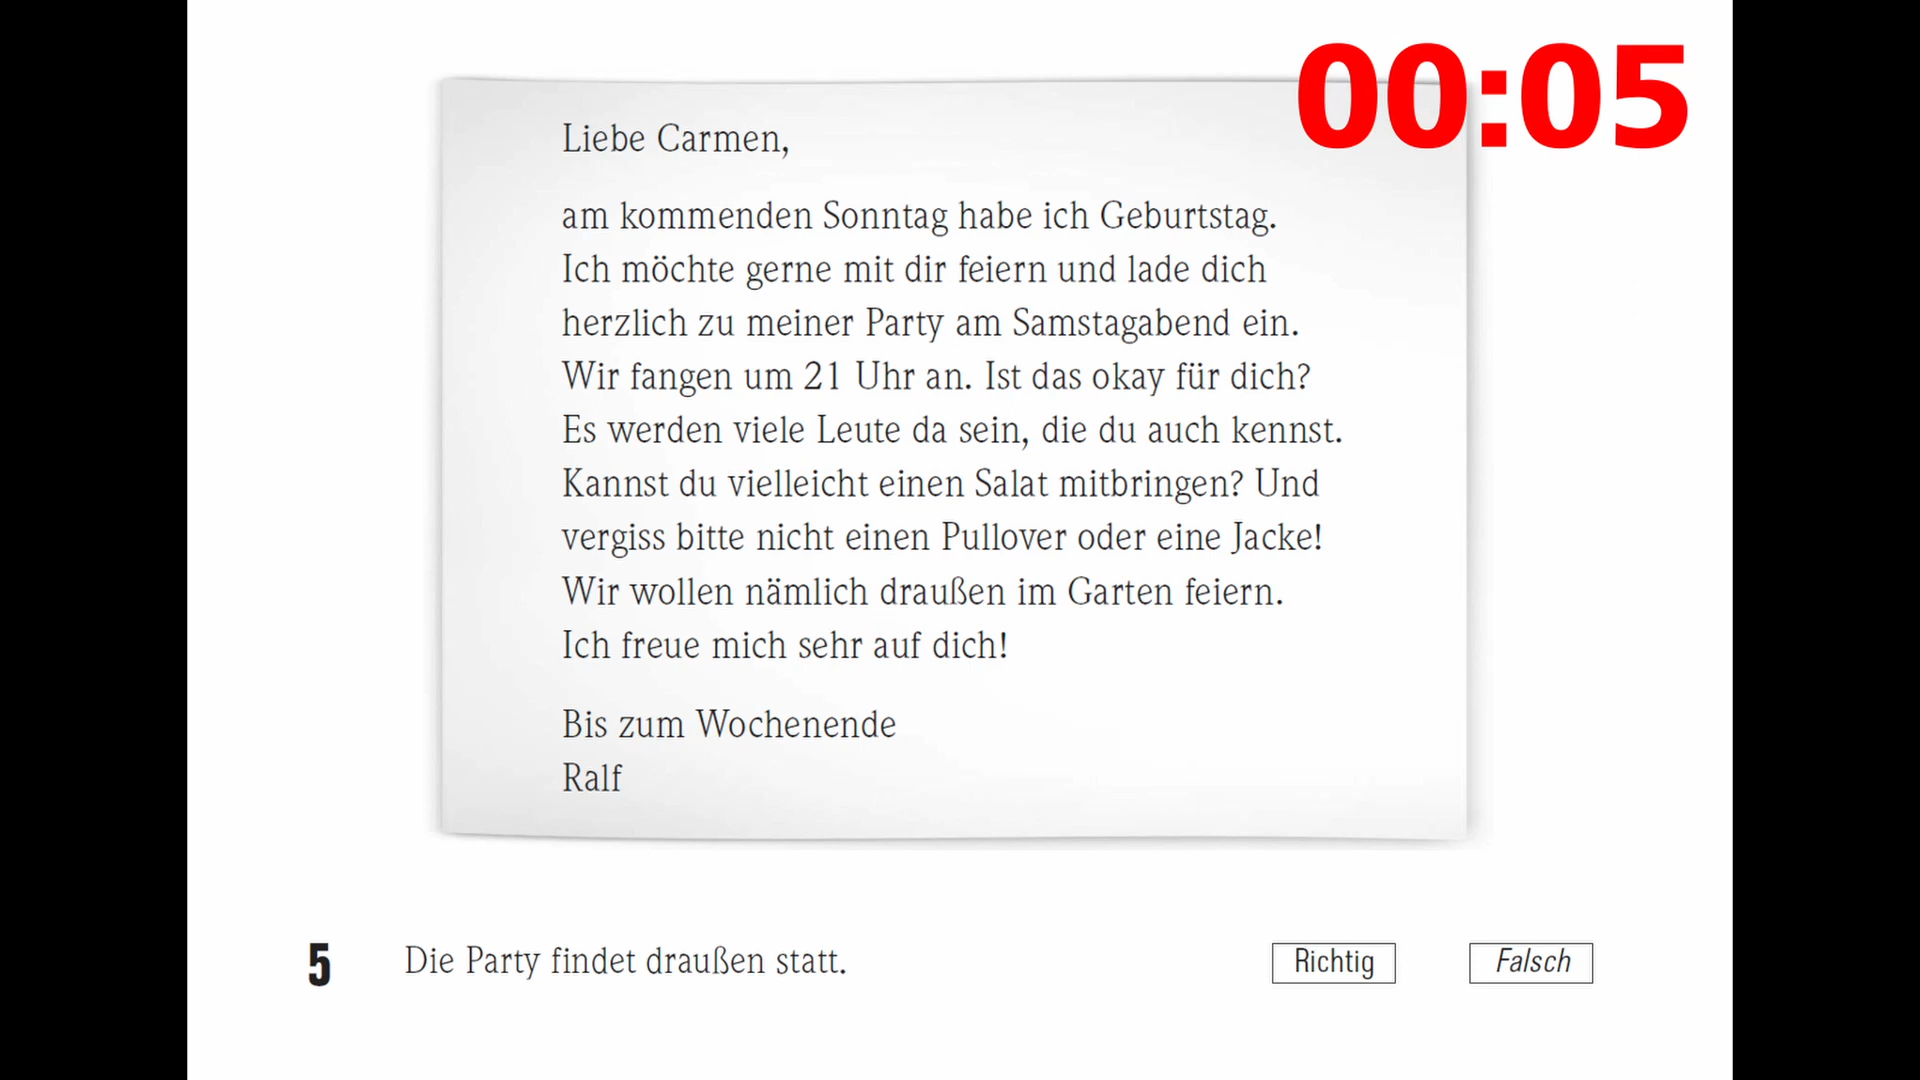 00:05
Liebe Carmen,
am kommenden Sonntag habe ich Geburtstag.
Ich möchte gerne mit dir feiern und lade dich
herzlich zu meiner Party am Samstagabend ein.
Wir fangen um 21 Uhr an. Ist das okay für dich?
Es werden viele Leute da sein, die du auch kennst.
Kannst du vielleicht einen Salat mitbringen? Und
vergiss bitte nicht einen Pullover oder eine Jacke!
Wir wollen nämlich draußen im Garten feiern.
Ich freue mich sehr auf dich!
Bis zum Wochenende
Ralf
5 Die Party findet draußen statt. Richtig Falsch